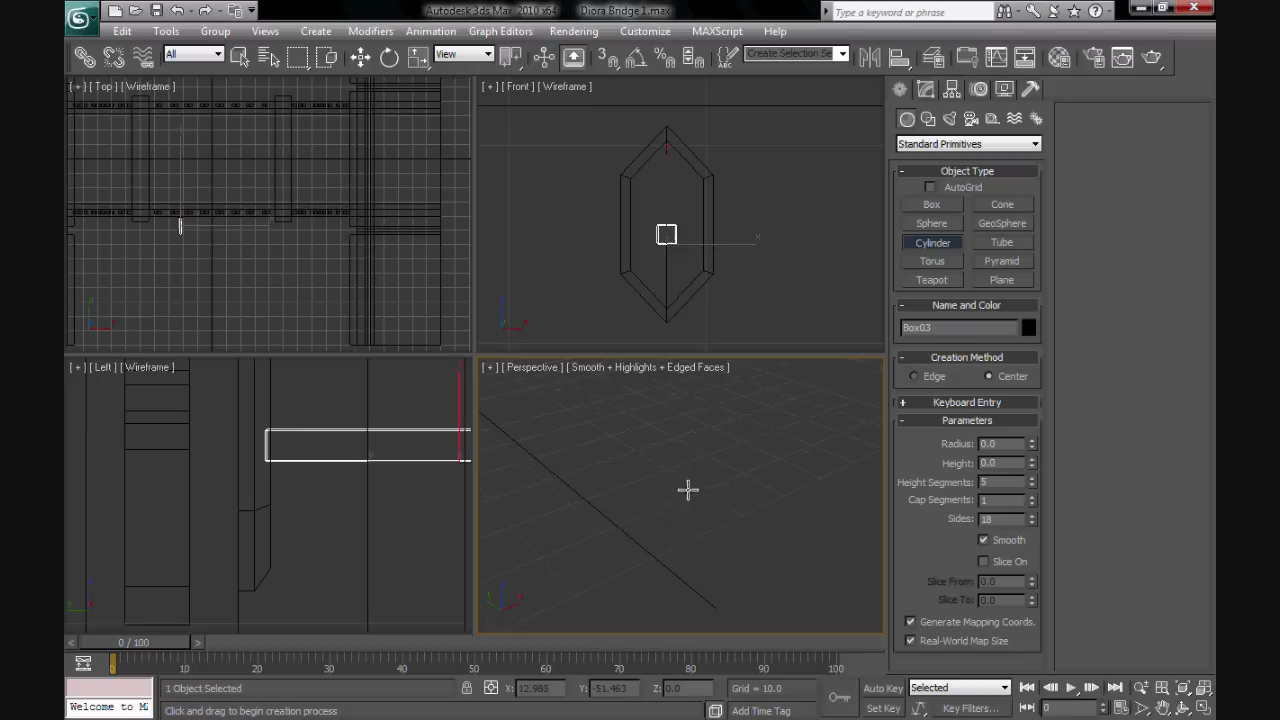 Autodesk 3ds Max 2010 x64 Diora Bridge 1.max
Type a keyword or phrase
Edit Tools Group Views Create Modifiers Animation Graph Editors Rendering Customize MAXScript Help
All View Create Selection Se
[ + ] [ Top ] [ Wireframe ]
[ + ] [ Front ] [ Wireframe ]
x
[ + ] [ Left ] [ Wireframe ]
[ + ] [ Perspective ] [ Smooth + Highlights + Edged Faces ]
Standard Primitives
- Object Type
AutoGrid
Box Cone
Sphere GeoSphere
Cylinder Tube
Torus Pyramid
Teapot Plane
- Name and Color
Box03
- Creation Method
Edge Center
+ Keyboard Entry
- Parameters
Radius: 0.0
Height: 0.0
Height Segments: 5
Cap Segments: 1
Sides: 18
Smooth
Slice On
Slice From: 0.0
Slice To: 0.0
Generate Mapping Coords.
Real-World Map Size
< 0 / 100 >
0 10 20 30 40 50 60 70 80 90 100
1 Object Selected X: 12.985 Y: -51.463 Z: 0.0 Grid = 10.0 Auto Key Selected
Welcome to M Click and drag to begin creation process Add Time Tag Set Key Key Filters... 0